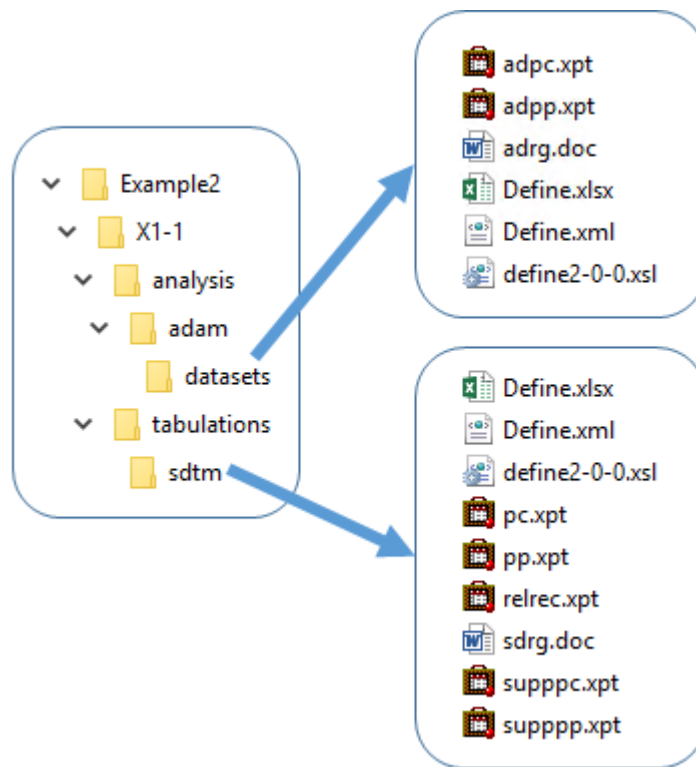 Example2
X1-1
analysis
adam
datasets
tabulations
sdtm
adpc.xpt
adpp.xpt
adrg.doc
Define.xlsx
Define.xml
define2-0-0.xsl
Define.xlsx
Define.xml
define2-0-0.xsl
pc.xpt
pp.xpt
relrec.xpt
sdrg.doc
supppc.xpt
supppp.xpt